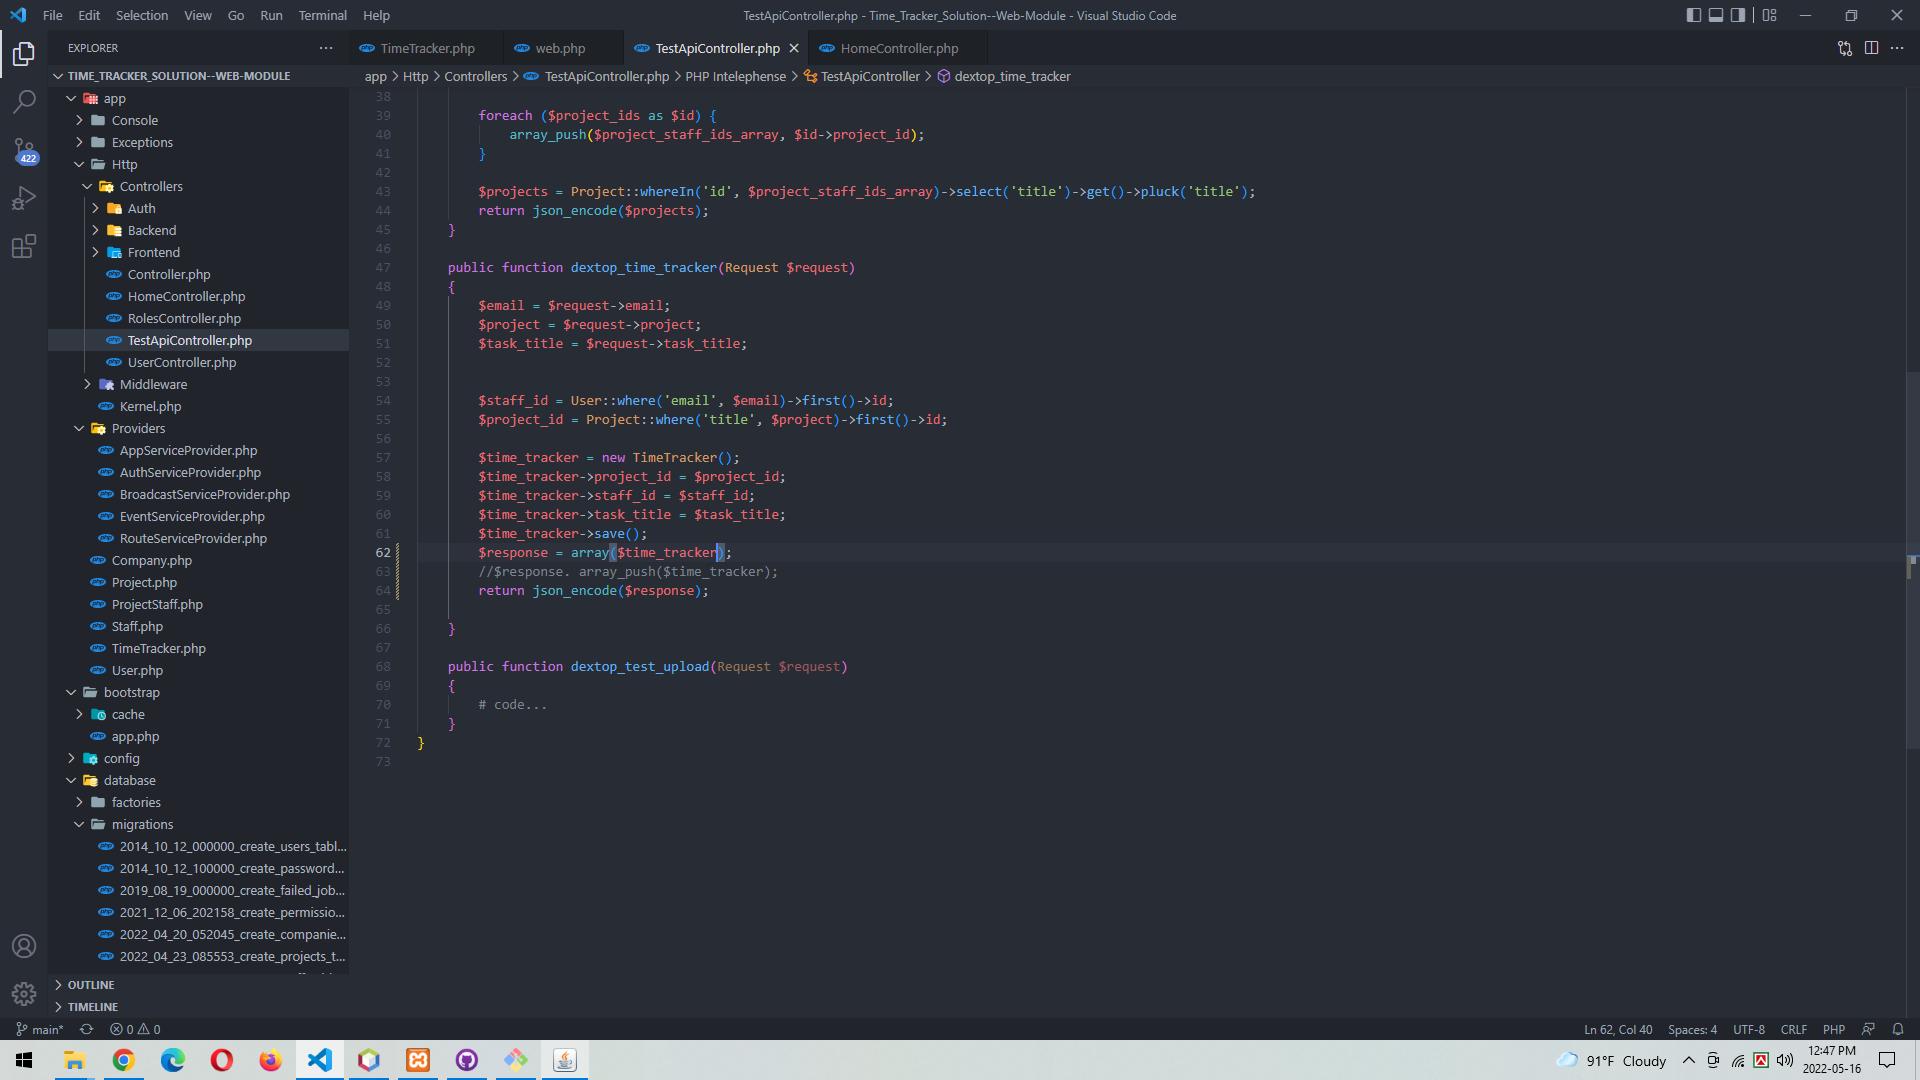 File Edit Selection View Go Run Terminal Help
TestApiController.php - Time_Tracker_Solution--Web-Module - Visual Studio Code
EXPLORER
TimeTracker.php
web.php
TestApiController.php
HomeController.php
TIME_TRACKER_SOLUTION--WEB-MODULE
app > Http > Controllers > TestApiController.php > PHP Intelephense > TestApiController > dextop_time_tracker
app
Console
Exceptions
Http
Controllers
Auth
Backend
Frontend
Controller.php
HomeController.php
RolesController.php
TestApiController.php
UserController.php
Middleware
Kernel.php
Providers
AppServiceProvider.php
AuthServiceProvider.php
BroadcastServiceProvider.php
EventServiceProvider.php
RouteServiceProvider.php
Company.php
Project.php
ProjectStaff.php
Staff.php
TimeTracker.php
User.php
bootstrap
cache
app.php
config
database
factories
migrations
2014_10_12_000000_create_users_tabl...
2014_10_12_100000_create_password...
2019_08_19_000000_create_failed_job...
2021_12_06_202158_create_permissio...
2022_04_20_052045_create_companie...
2022_04_23_085553_create_projects_t...
OUTLINE
TIMELINE
422
38
39 foreach ($project_ids as $id) {
40 array_push($project_staff_ids_array, $id->project_id);
41 }
42
43 $projects = Project::whereIn('id', $project_staff_ids_array)->select('title')->get()->pluck('title');
44 return json_encode($projects);
45 }
46
47 public function dextop_time_tracker(Request $request)
48 {
49 $email = $request->email;
50 $project = $request->project;
51 $task_title = $request->task_title;
52
53
54 $staff_id = User::where('email', $email)->first()->id;
55 $project_id = Project::where('title', $project)->first()->id;
56
57 $time_tracker = new TimeTracker();
58 $time_tracker->project_id = $project_id;
59 $time_tracker->staff_id = $staff_id;
60 $time_tracker->task_title = $task_title;
61 $time_tracker->save();
62 $response = array($time_tracker);
63 //$response. array_push($time_tracker);
64 return json_encode($response);
65
66 }
67
68 public function dextop_test_upload(Request $request)
69 {
70 # code...
71 }
72 }
73
main* 0 0
Ln 62, Col 40 Spaces: 4 UTF-8 CRLF PHP
91°F Cloudy
12:47 PM
2022-05-16